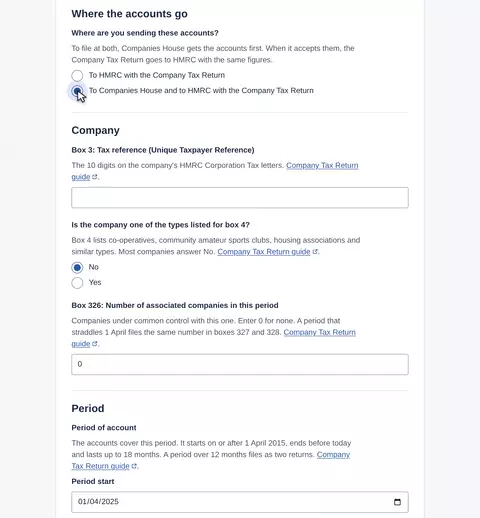 Where the accounts go
Where are you sending these accounts?
To file at both, Companies House gets the accounts first. When it accepts them, the
Company Tax Return goes to HMRC with the same figures.
To HMRC with the Company Tax Return
To Companies House and to HMRC with the Company Tax Return
Company
Box 3: Tax reference (Unique Taxpayer Reference)
The 10 digits on the company's HMRC Corporation Tax letters. Company Tax Return
guide.
Is the company one of the types listed for box 4?
Box 4 lists co-operatives, community amateur sports clubs, housing associations and
similar types. Most companies answer No. Company Tax Return guide.
No
Yes
Box 326: Number of associated companies in this period
Companies under common control with this one. Enter 0 for none. A period that
straddles 1 April files the same number in boxes 327 and 328. Company Tax Return
guide.
0
Period
Period of account
The accounts cover this period. It starts on or after 1 April 2015, ends before today
and lasts up to 18 months. A period over 12 months files as two returns. Company
Tax Return guide.
Period start
01/04/2025